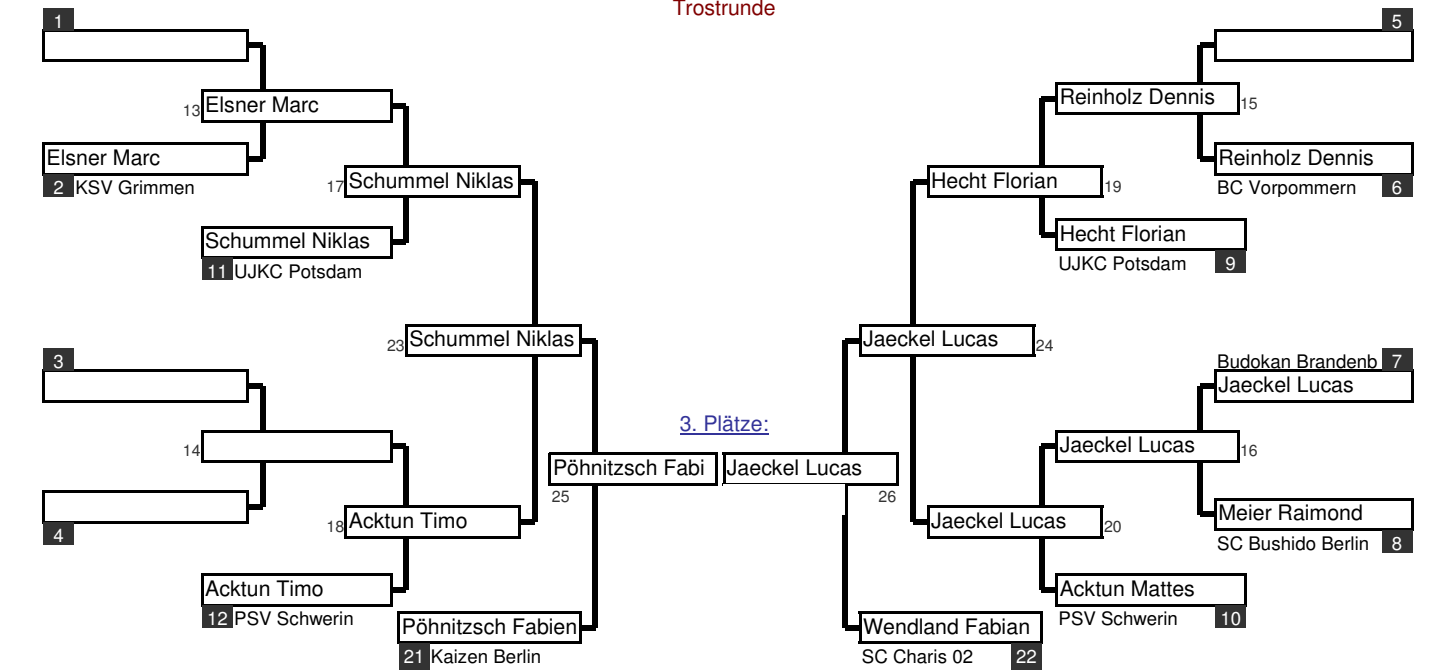 Trostrunde
1
5
13 Elsner Marc
Reinholz Dennis 15
Elsner Marc
2 KSV Grimmen
Reinholz Dennis
BC Vorpommern 6
17 Schummel Niklas
Hecht Florian 19
Schummel Niklas
11 UJKC Potsdam
Hecht Florian
UJKC Potsdam 9
23 Schummel Niklas
Jaeckel Lucas 24
3
Budokan Brandenb 7
Jaeckel Lucas
3. Plätze:
14
Jaeckel Lucas 16
Pöhnitzsch Fabi
25
Jaeckel Lucas
26
4
18 Acktun Timo
Jaeckel Lucas 20
Meier Raimond
SC Bushido Berlin 8
Acktun Timo
12 PSV Schwerin
Acktun Mattes
PSV Schwerin 10
Pöhnitzsch Fabien
21 Kaizen Berlin
Wendland Fabian
SC Charis 02 22